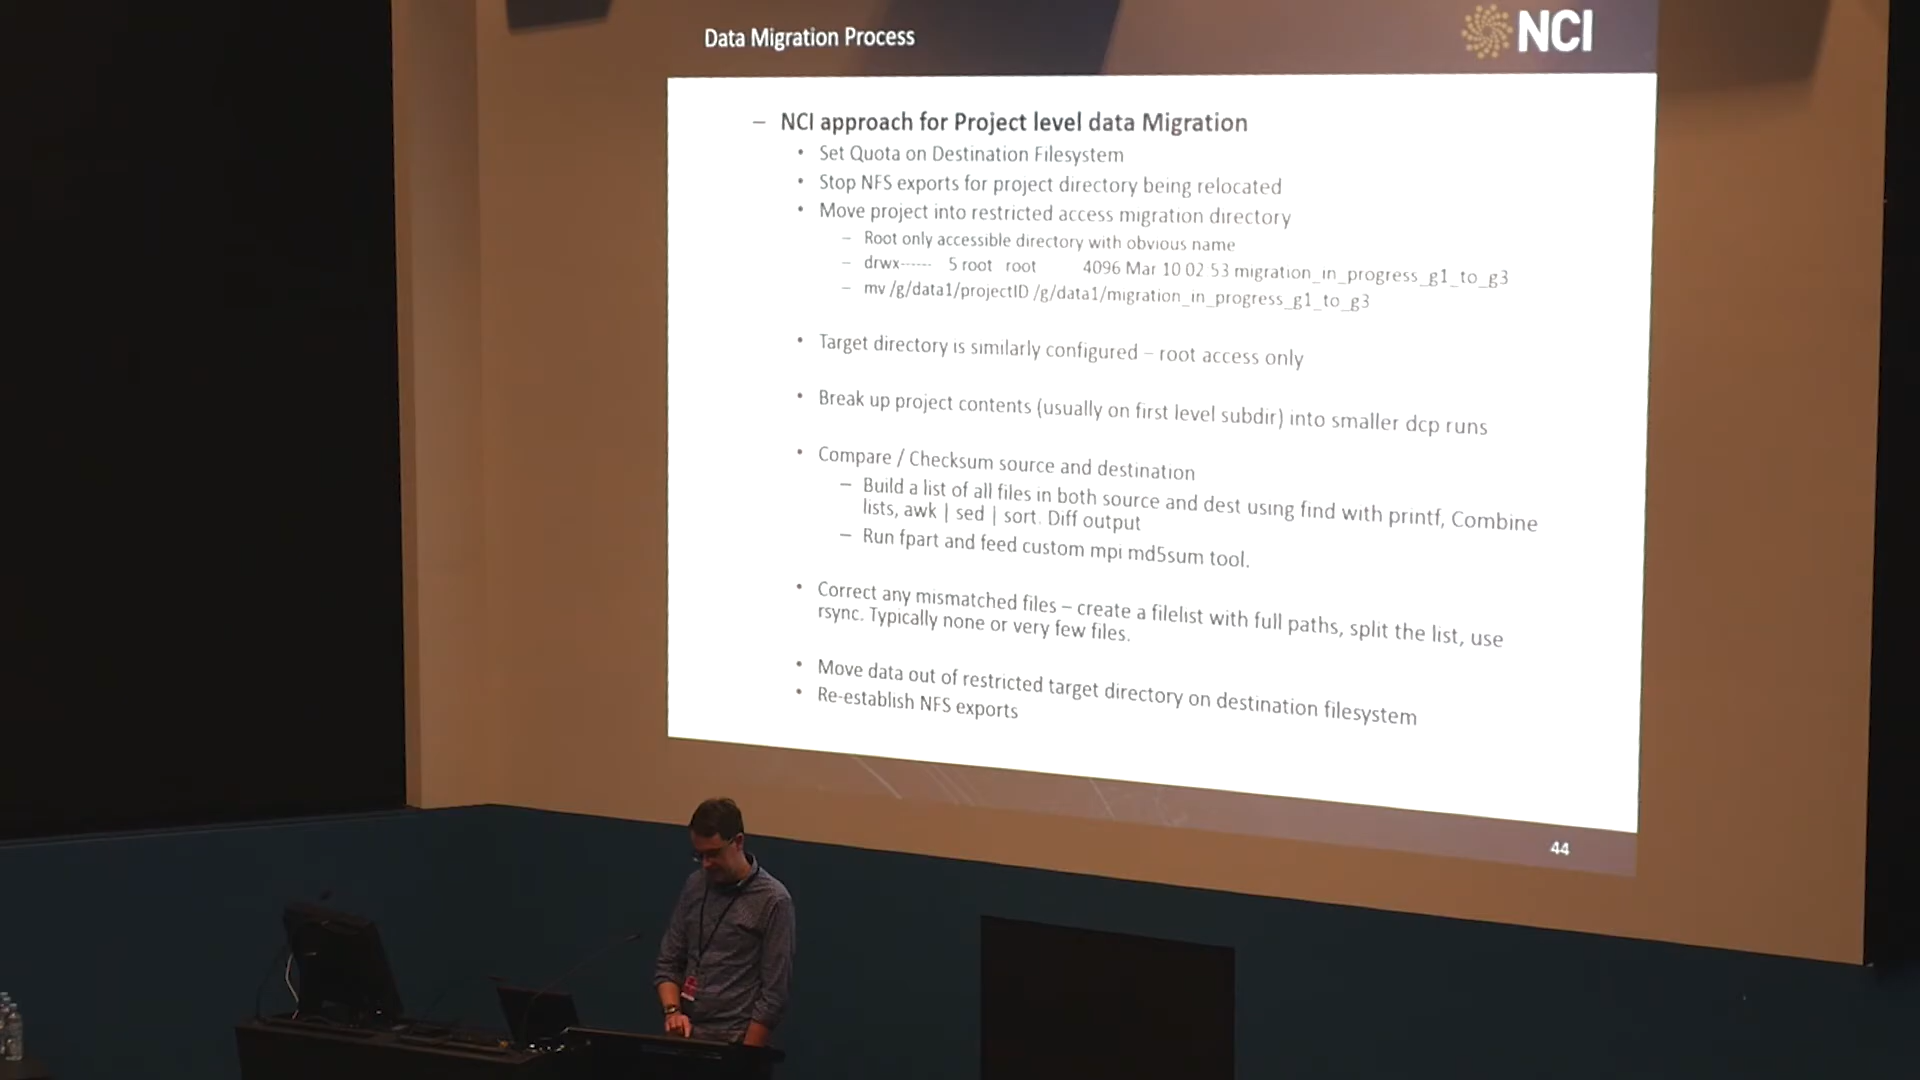 Data Migration Process
NCI
– NCI approach for Project level data Migration
• Set Quota on Destination Filesystem
• Stop NFS exports for project directory being relocated
• Move project into restricted access migration directory
– Root only accessible directory with obvious name
– drwx------ 5 root root 4096 Mar 10 02 53 migration_in_progress_g1_to_g3
– mv /g/data1/projectID /g/data1/migration_in_progress_g1_to_g3
• Target directory is similarly configured – root access only
• Break up project contents (usually on first level subdir) into smaller dcp runs
• Compare / Checksum source and destination
– Build a list of all files in both source and dest using find with printf, Combine
lists, awk | sed | sort. Diff output
– Run fpart and feed custom mpi md5sum tool.
• Correct any mismatched files – create a filelist with full paths, split the list, use
rsync. Typically none or very few files.
• Move data out of restricted target directory on destination filesystem
• Re-establish NFS exports
44